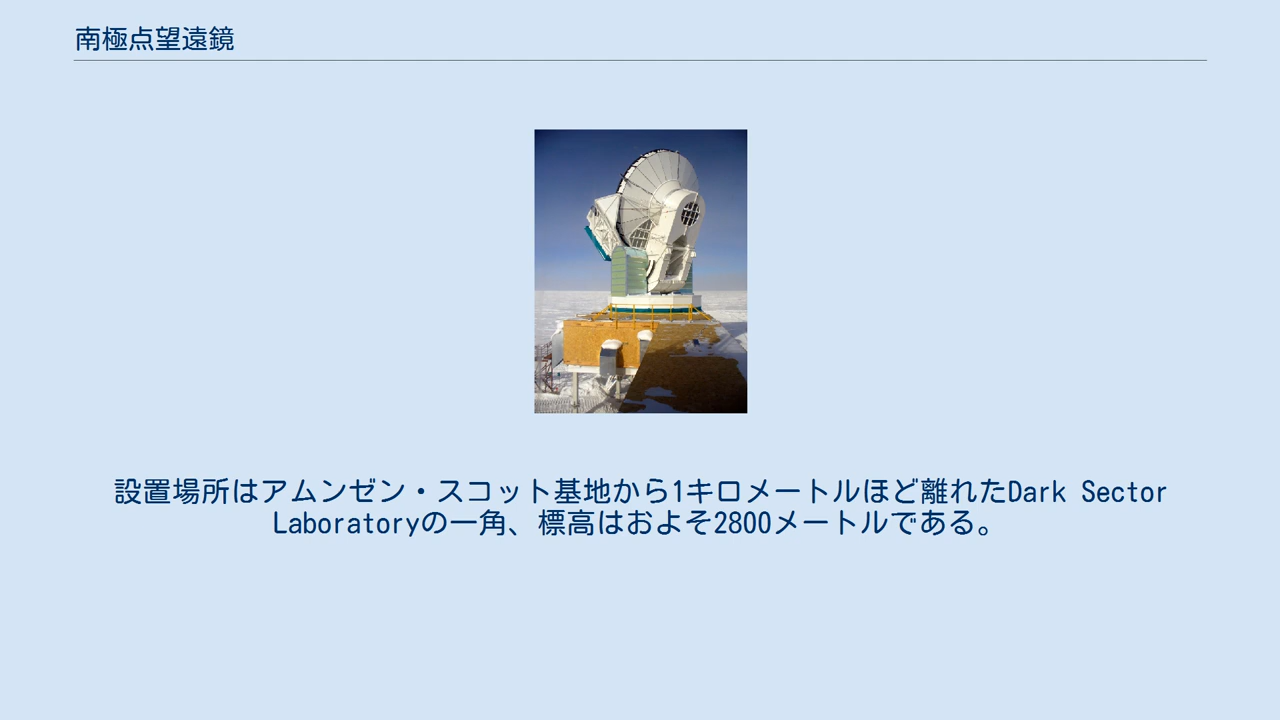 南極点望遠鏡
設置場所はアムンゼン・スコット基地から1キロメートルほど離れたDark Sector
Laboratoryの一角、標高はおよそ2800メートルである。